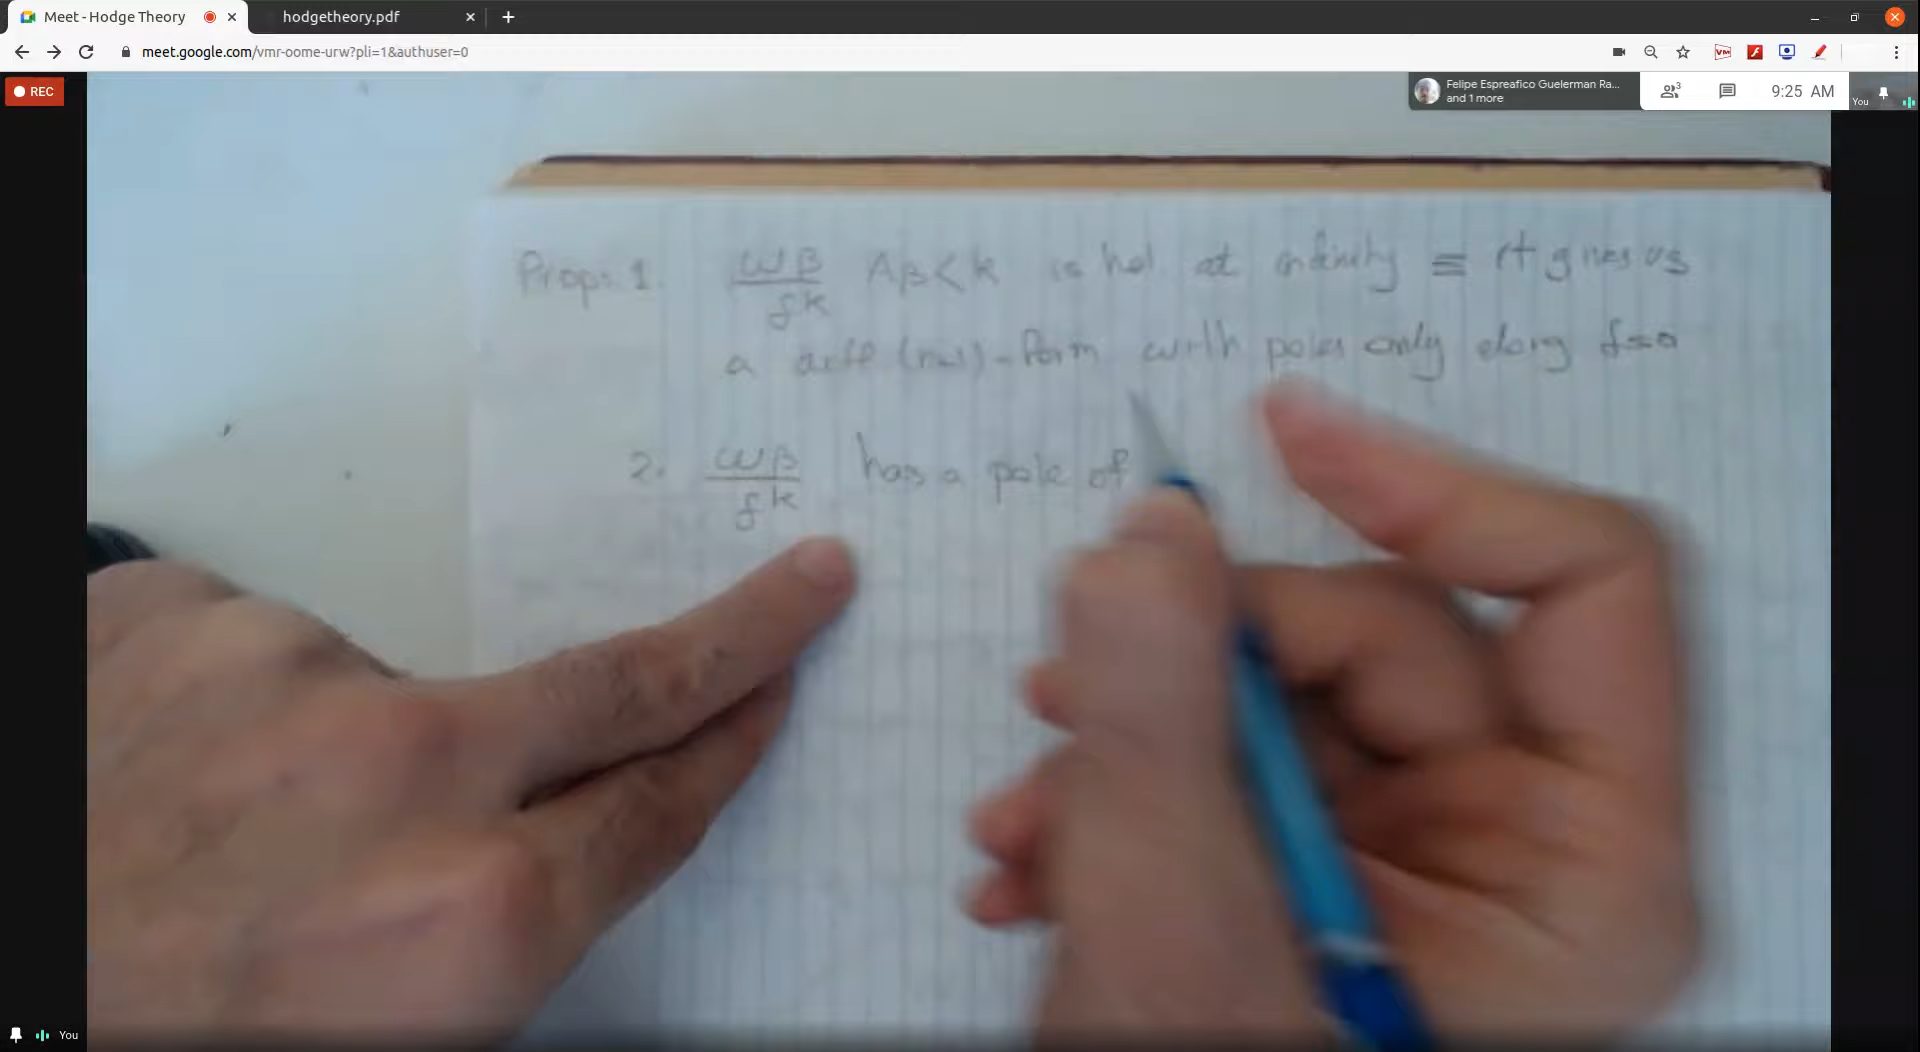 Meet - Hodge Theory
hodgetheory.pdf
meet.google.com/vmr-oome-urw?pli=1&authuser=0
REC
Felipe Espreafico Guelerman Ra...
and 1 more
3
9:25 AM
You
Prop: 1. ωβ/f^k Aβ<k is hol at infinity ≡ it gives us
a diff (n+1)-form with poles only along f=0
2. ωβ/f^k has a pole of
You